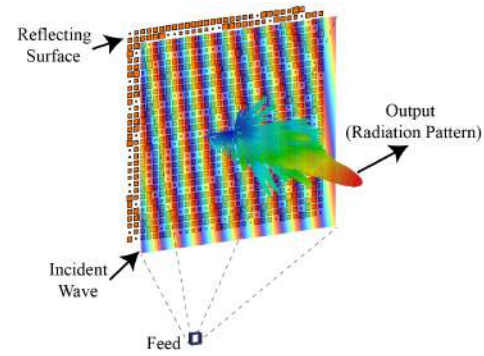 Reflecting
Surface
Output
(Radiation Pattern)
Incident
Wave
Feed